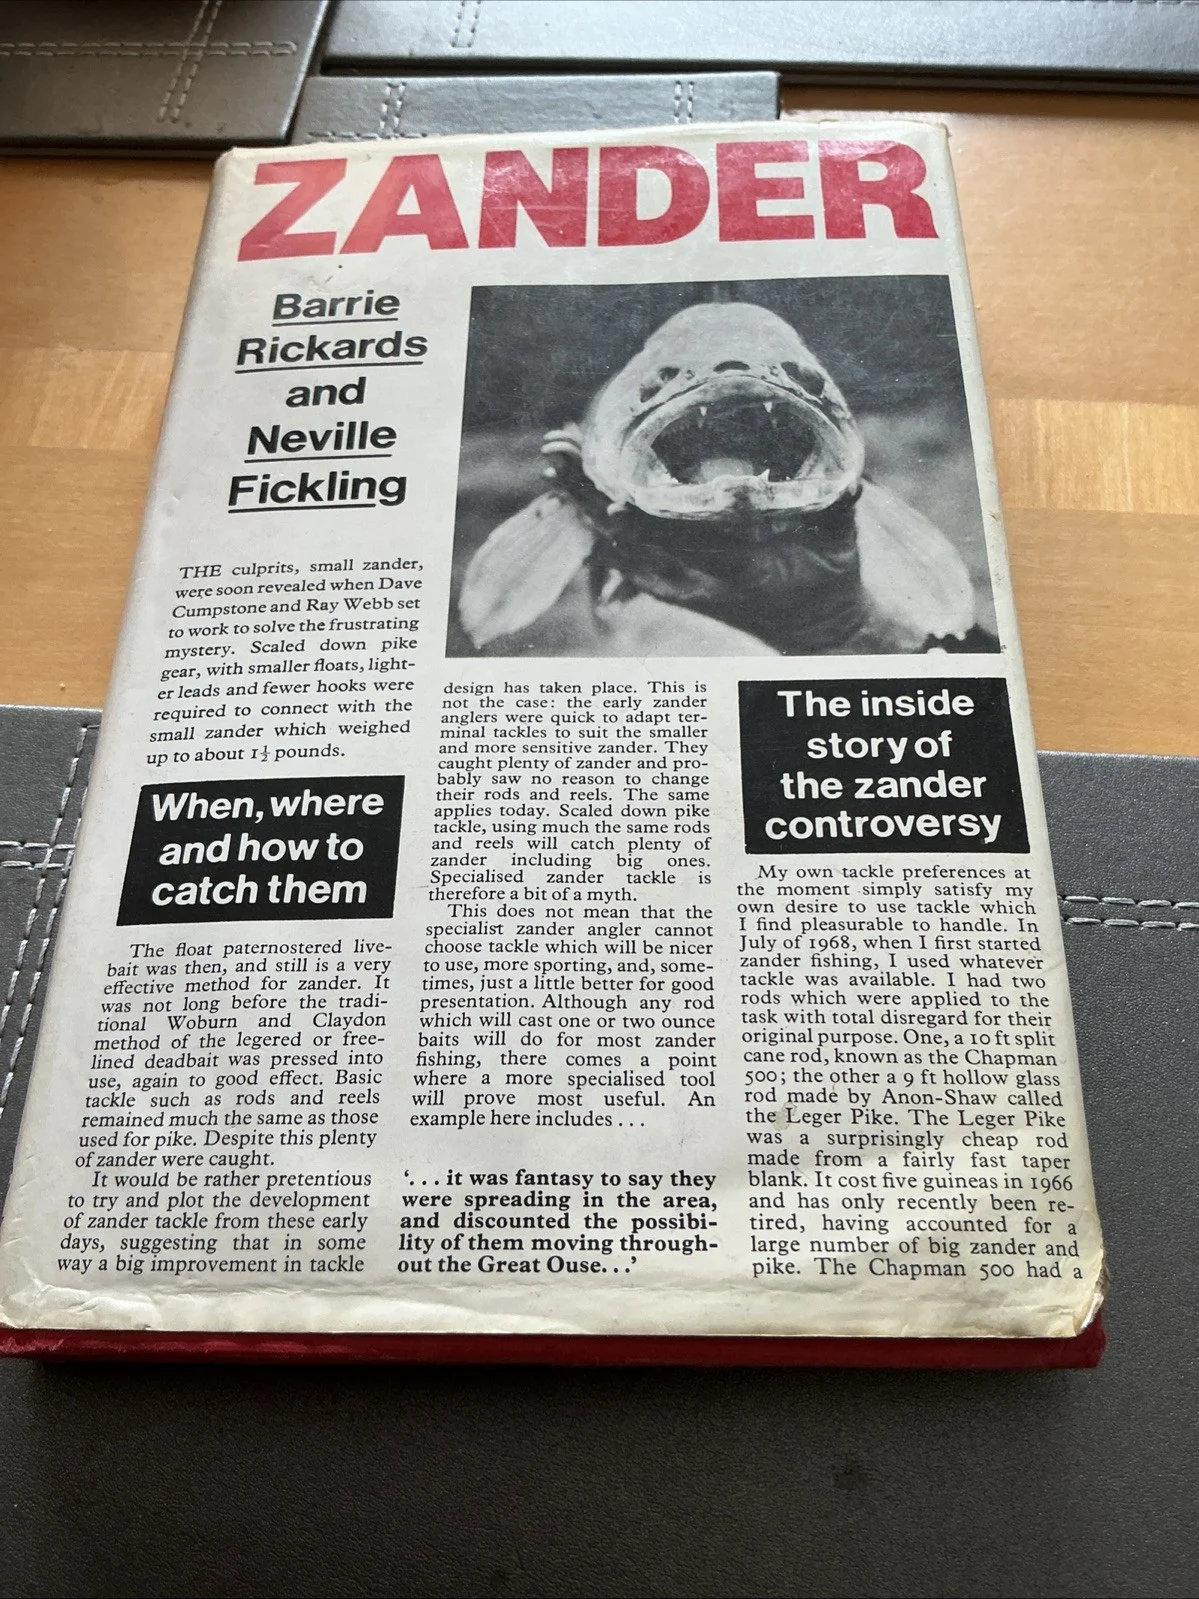 ZANDER
Barrie
Rickards
and
Neville
Fickling
THE culprits, small zander,
were soon revealed when Dave
Cumpstone and Ray Webb set
to work to solve the frustrating
mystery. Scaled down pike
gear, with smaller floats, light-
er leads and fewer hooks were
required to connect with the
small zander which weighed
up to about 1½ pounds.
When, where
and how to
catch them
The float paternostered live-
bait was then, and still is a very
effective method for zander. It
was not long before the tradi-
tional Woburn and Claydon
method of the legered or free-
lined deadbait was pressed into
use, again to good effect. Basic
tackle such as rods and reels
remained much the same as those
used for pike. Despite this plenty
of zander were caught.
It would be rather pretentious
to try and plot the development
of zander tackle from these early
days, suggesting that in some
way a big improvement in tackle
design has taken place. This is
not the case: the early zander
anglers were quick to adapt ter-
minal tackles to suit the smaller
and more sensitive zander. They
caught plenty of zander and pro-
bably saw no reason to change
their rods and reels. The same
applies today. Scaled down pike
tackle, using much the same rods
and reels will catch plenty of
zander including big ones.
Specialised zander tackle is
therefore a bit of a myth.
This does not mean that the
specialist zander angler cannot
choose tackle which will be nicer
to use, more sporting, and, some-
times, just a little better for good
presentation. Although any rod
which will cast one or two ounce
baits will do for most zander
fishing, there comes a point
where a more specialised tool
will prove most useful. An
example here includes . . .
'. . . it was fantasy to say they
were spreading in the area,
and discounted the possibi-
lity of them moving through-
out the Great Ouse. . .'
The inside
story of
the zander
controversy
My own tackle preferences at
the moment simply satisfy my
own desire to use tackle which
I find pleasurable to handle. In
July of 1968, when I first started
zander fishing, I used whatever
tackle was available. I had two
rods which were applied to the
task with total disregard for their
original purpose. One, a 10 ft split
cane rod, known as the Chapman
500; the other a 9 ft hollow glass
rod made by Anon-Shaw called
the Leger Pike. The Leger Pike
was a surprisingly cheap rod
made from a fairly fast taper
blank. It cost five guineas in 1966
and has only recently been re-
tired, having accounted for a
large number of big zander and
pike. The Chapman 500 had a